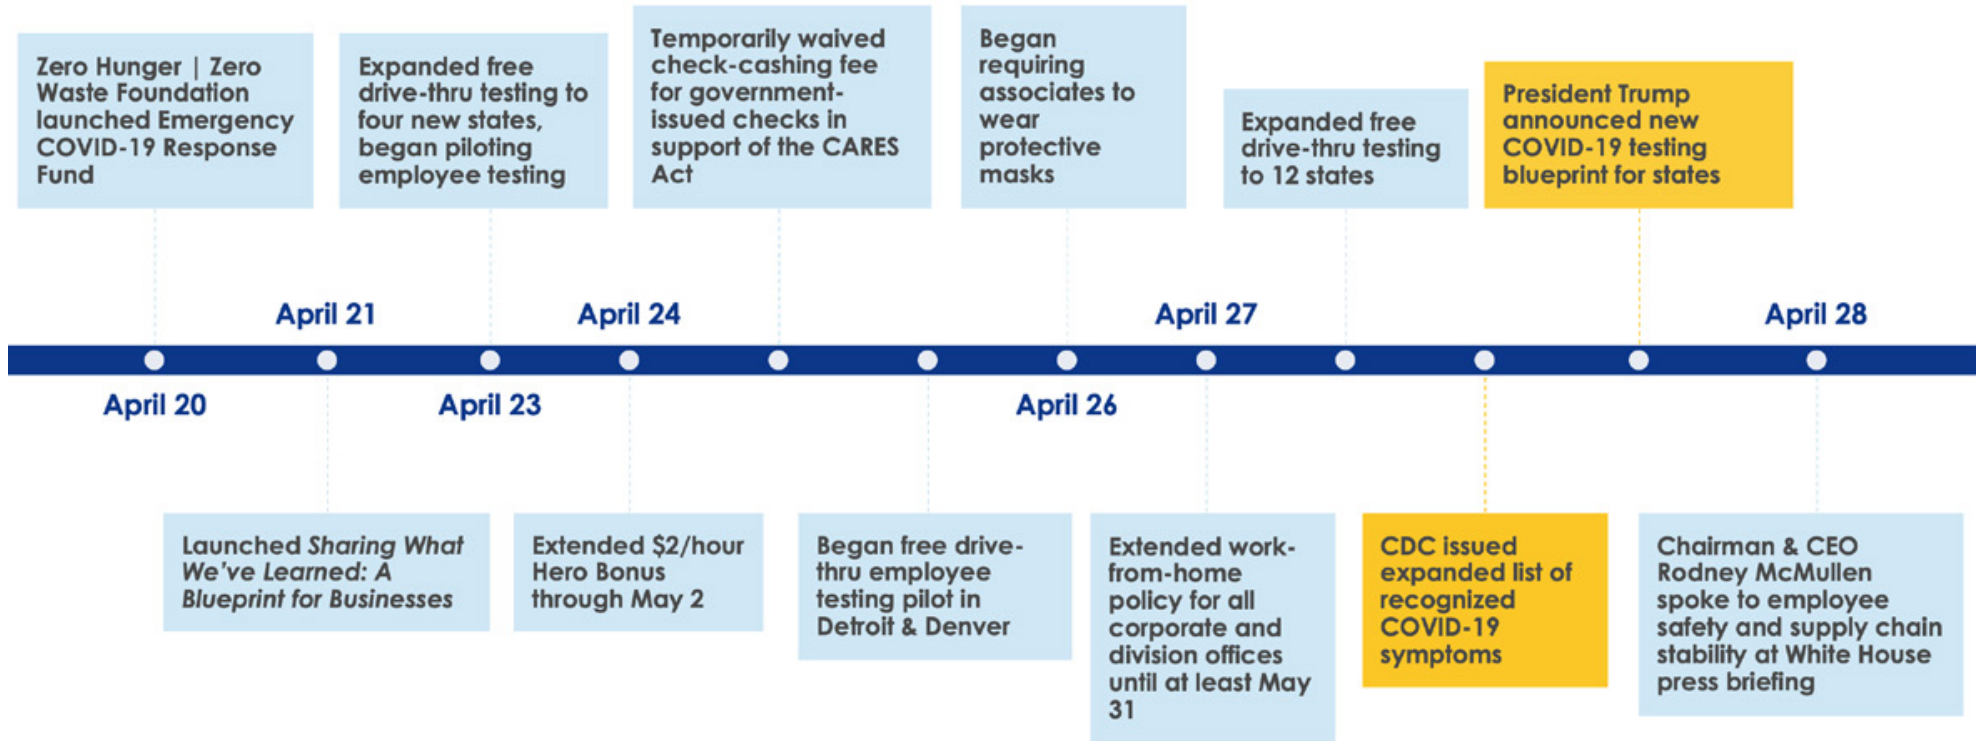 Zero Hunger | Zero
Waste Foundation
launched Emergency
COVID-19 Response
Fund
Expanded free
drive-thru testing to
four new states,
began piloting
employee testing
Temporarily waived
check-cashing fee
for government-
issued checks in
support of the CARES
Act
Began
requiring
associates to
wear
protective
masks
Expanded free
drive-thru testing
to 12 states
President Trump
announced new
COVID-19 testing
blueprint for states
April 21
April 24
April 27
April 28
April 20
April 23
April 26
Launched Sharing What
We've Learned: A
Blueprint for Businesses
Extended $2/hour
Hero Bonus
through May 2
Began free drive-
thru employee
testing pilot in
Detroit & Denver
Extended work-
from-home
policy for all
corporate and
division offices
until at least May
31
CDC issued
expanded list of
recognized
COVID-19
symptoms
Chairman & CEO
Rodney McMullen
spoke to employee
safety and supply chain
stability at White House
press briefing